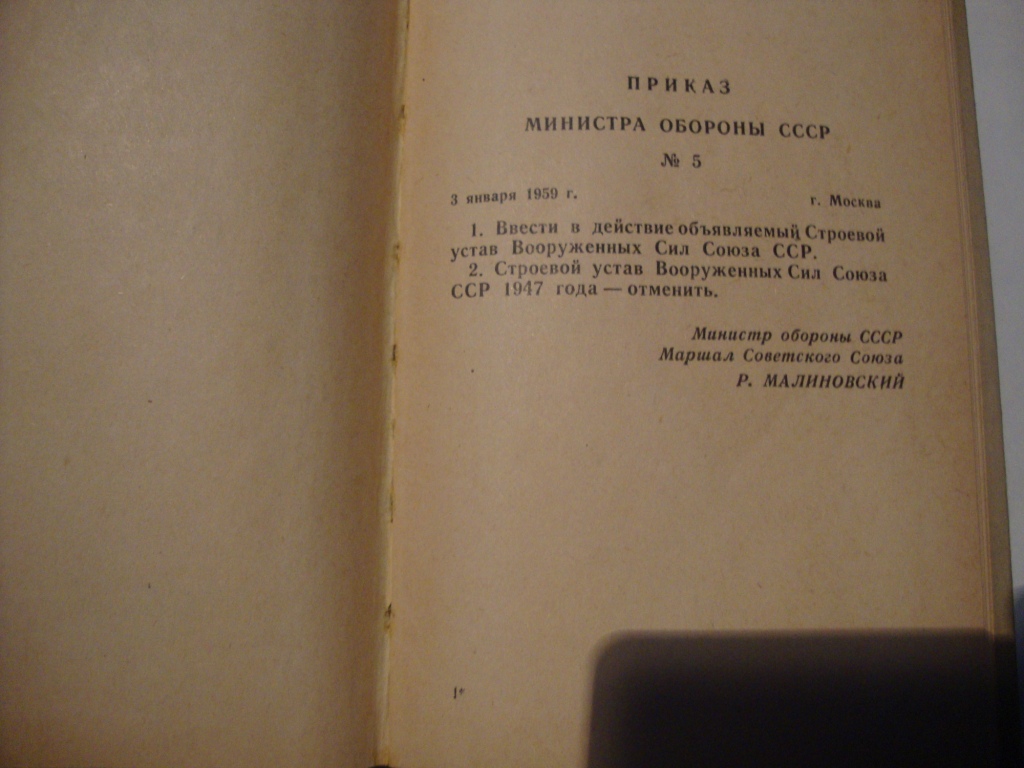 ПРИКАЗ
МИНИСТРА ОБОРОНЫ СССР
№ 5
3 января 1959 г. г. Москва
1. Ввести в действие объявляемый Строевой
устав Вооруженных Сил Союза ССР.
2. Строевой устав Вооруженных Сил Союза
ССР 1947 года — отменить.
Министр обороны СССР
Маршал Советского Союза
Р. МАЛИНОВСКИЙ
1*